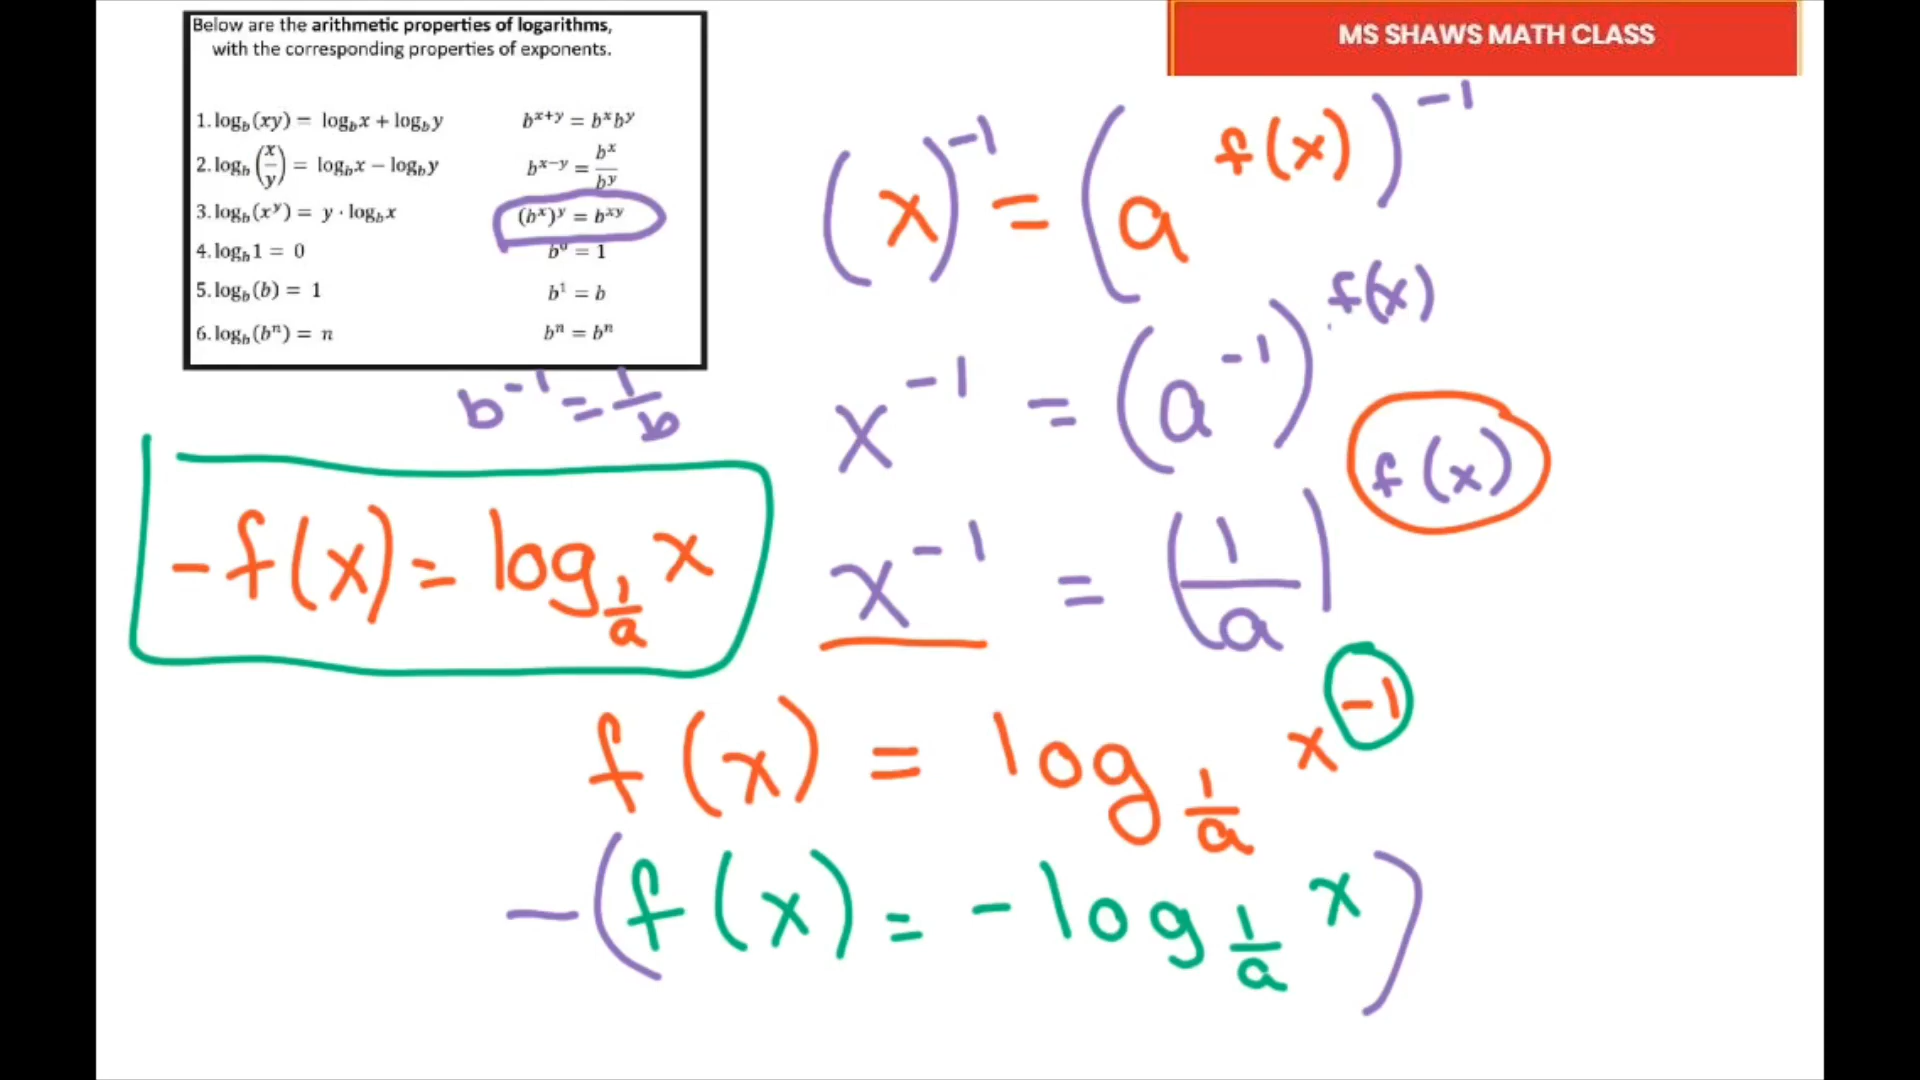 Below are the arithmetic properties of logarithms,
with the corresponding properties of exponents.
1. log_b(xy) = log_b x + log_b y    b^{x+y} = b^x b^y
2. log_b(x/y) = log_b x − log_b y    b^{x−y} = b^x/b^y
3. log_b(x^y) = y · log_b x    (b^x)^y = b^{xy}
4. log_b 1 = 0    b^0 = 1
5. log_b(b) = 1    b^1 = b
6. log_b(b^n) = n    b^n = b^n
b^{-1} = 1/b
-f(x) = log_{1/a} x
MS SHAWS MATH CLASS
(x)^{-1} = (a^{f(x)})^{-1}
x^{-1} = (a^{-1})^{f(x)}
x^{-1} = (1/a)^{f(x)}
f(x) = log_{1/a} x^{-1}
-(f(x) = -log_{1/a} x)